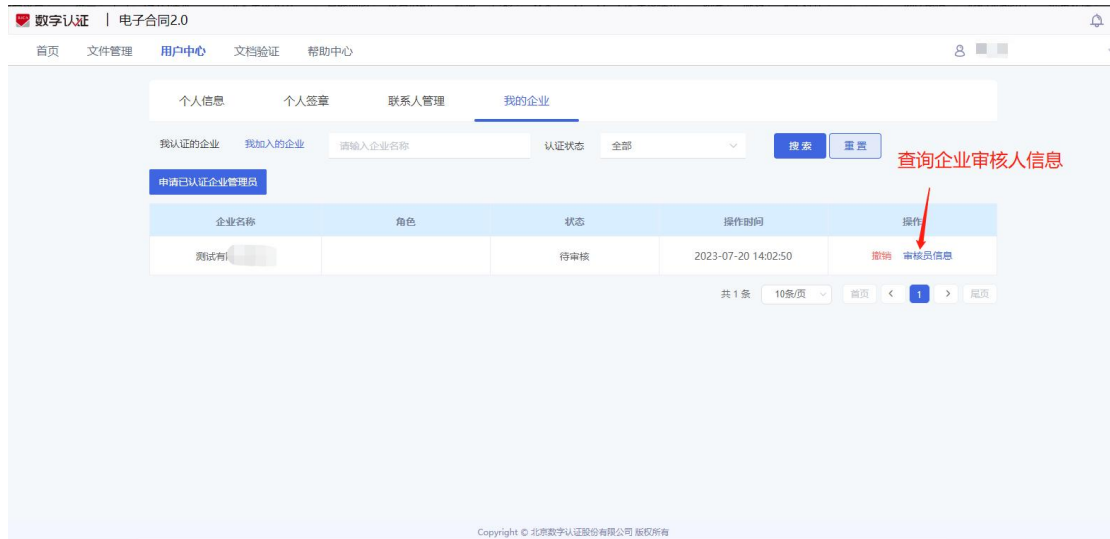 数字认证 | 电子合同2.0
首页 文件管理 用户中心 文档验证 帮助中心
个人信息 个人签章 联系人管理 我的企业
我认证的企业 我加入的企业 请输入企业名称 认证状态 全部 搜索 重置
查询企业审核人信息
申请已认证企业管理员
企业名称 角色 状态 操作时间 操作
测试有 待审核 2023-07-20 14:02:50 撤销 审核员信息
共 1 条 10条/页 首页 < 1 > 尾页
Copyright © 北京数字认证股份有限公司 版权所有